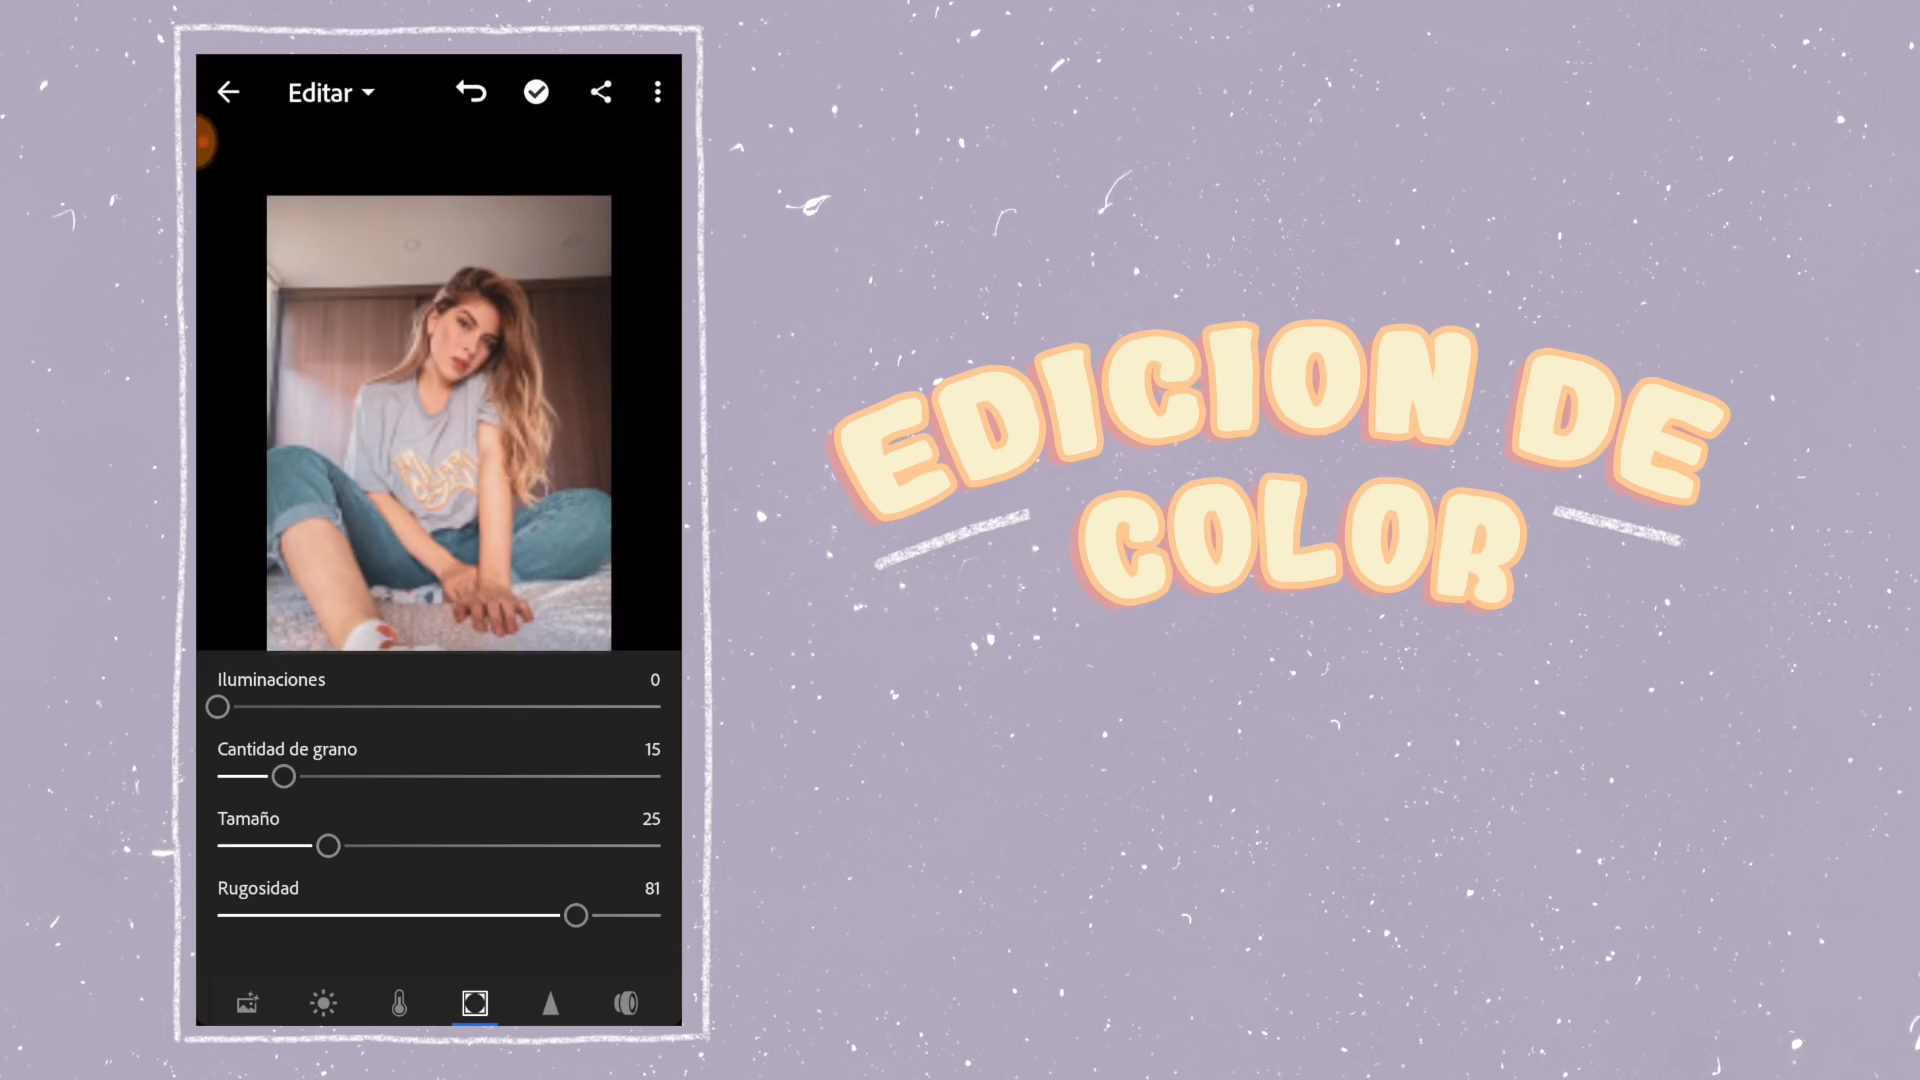 Editar
Iluminaciones 0
Cantidad de grano 15
Tamaño 25
Rugosidad 81
EDICION DE
COLOR